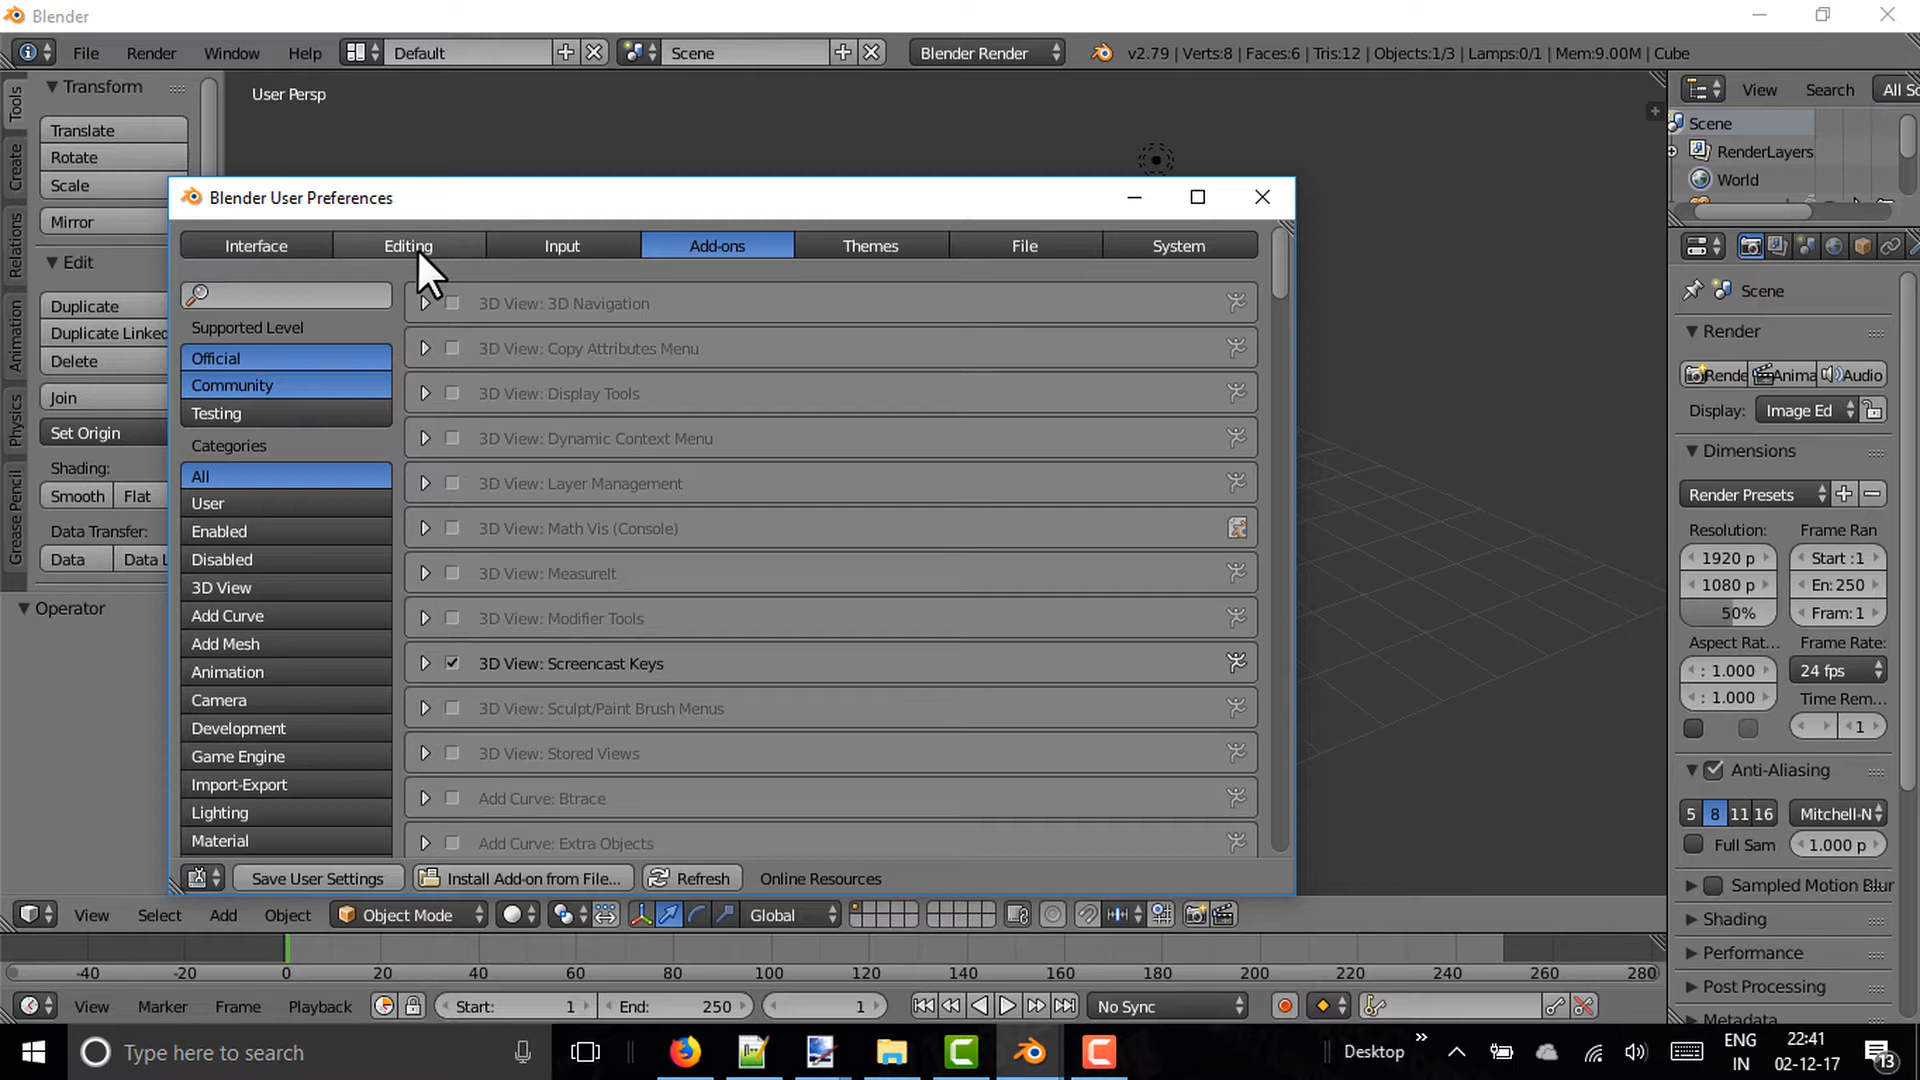 Blender
File Render Window Help Default Scene Blender Render v2.79 | Verts:8 | Faces:6 | Tris:12 | Objects:1/3 | Lamps:0/1 | Mem:9.00M | Cube
Tools
Create
Relations
Animation
Physics
Grease Pencil
Transform
Translate
Rotate
Scale
Mirror
Edit
Duplicate
Duplicate Linked
Delete
Join
Set Origin
Shading:
Smooth Flat
Data Transfer:
Data Data L
Operator
User Persp
Blender User Preferences
Interface Editing Input Add-ons Themes File System
Supported Level
Official
Community
Testing
Categories
All
User
Enabled
Disabled
3D View
Add Curve
Add Mesh
Animation
Camera
Development
Game Engine
Import-Export
Lighting
Material
3D View: 3D Navigation
3D View: Copy Attributes Menu
3D View: Display Tools
3D View: Dynamic Context Menu
3D View: Layer Management
3D View: Math Vis (Console)
3D View: MeasureIt
3D View: Modifier Tools
3D View: Screencast Keys
3D View: Sculpt/Paint Brush Menus
3D View: Stored Views
Add Curve: Btrace
Add Curve: Extra Objects
Save User Settings Install Add-on from File... Refresh Online Resources
View Search All Sc
Scene
RenderLayers
World
Scene
Render
Rende Anima Audio
Display: Image Ed
Dimensions
Render Presets
Resolution: Frame Ran
1920 p Start :1
1080 p En: 250
50% Fram: 1
Aspect Rat... Frame Rate:
: 1.000 24 fps
: 1.000 Time Rem...
1
Anti-Aliasing
5 8 11 16 Mitchell-N
Full Sam 1.000 p
Sampled Motion Blur
Shading
Performance
Post Processing
Metadata
View Select Add Object Object Mode Global
-40 -20 0 20 40 60 80 100 120 140 160 180 200 220 240 260 280
View Marker Frame Playback Start: 1 End: 250 1 No Sync
Type here to search Desktop » ENG IN 22:41 02-12-17 13